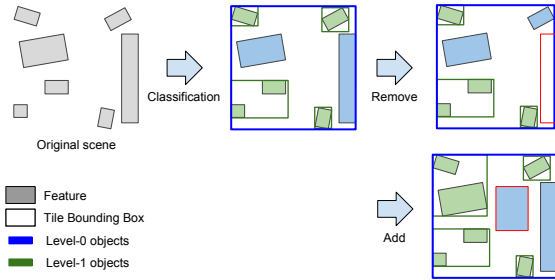 Classification
Remove
Original scene
Feature
Tile Bounding Box
Level-0 objects
Level-1 objects
Add